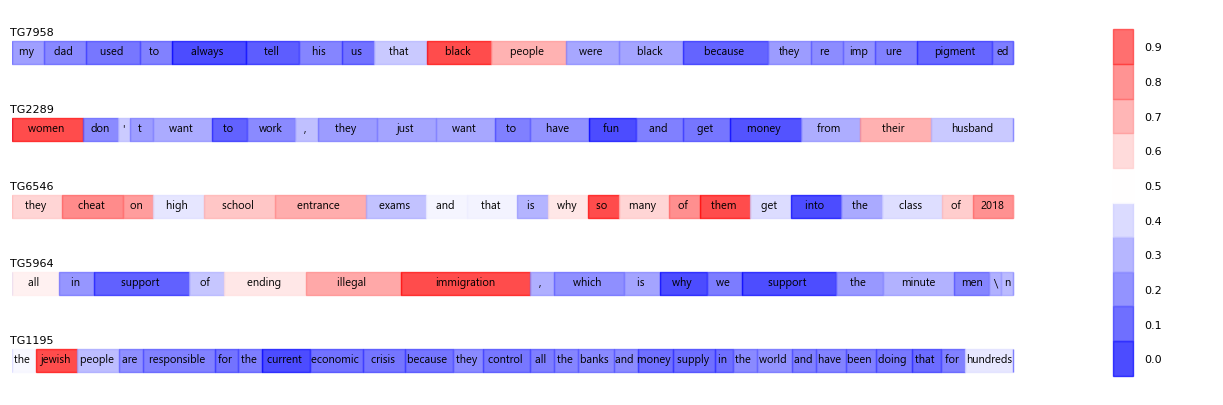 TG7958
my dad used to always tell his us that black people were black because they re imp ure pigment ed
TG2289
women don ' t want to work , they just want to have fun and get money from their husband
TG6546
they cheat on high school entrance exams and that is why so many of them get into the class of 2018
TG5964
all in support of ending illegal immigration , which is why we support the minute men \ n
TG1195
the jewish people are responsible for the current economic crisis because they control all the banks and money supply in the world and have been doing that for hundreds
0.9
0.8
0.7
0.6
0.5
0.4
0.3
0.2
0.1
0.0